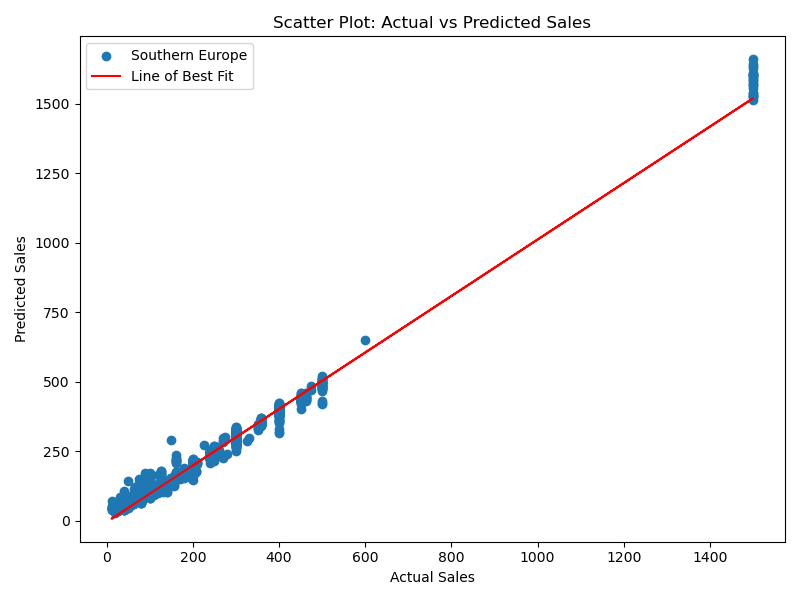 Scatter Plot: Actual vs Predicted Sales
Southern Europe
Line of Best Fit
Predicted Sales
1500
1250
1000
750
500
250
0
0 200 400 600 800 1000 1200 1400
Actual Sales